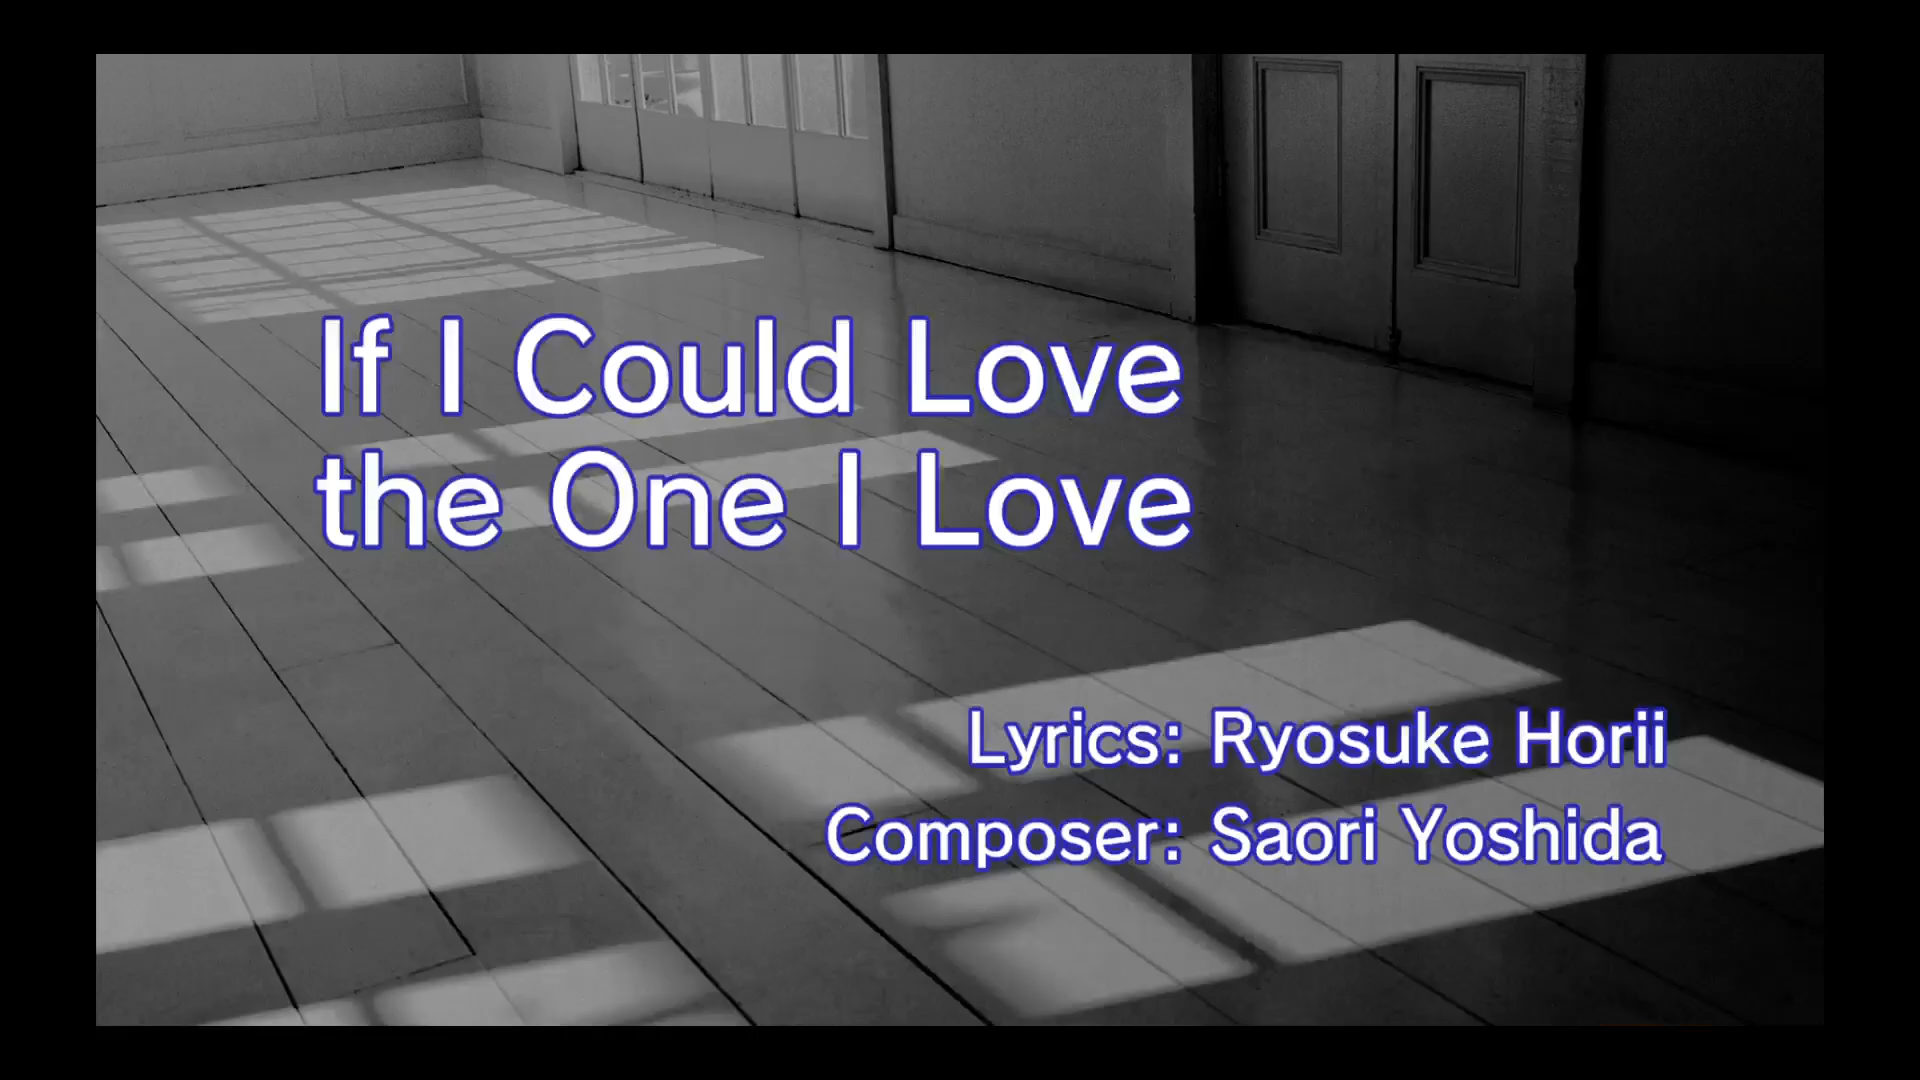 If I Could Love
the One I Love
Lyrics: Ryosuke Horii
Composer: Saori Yoshida